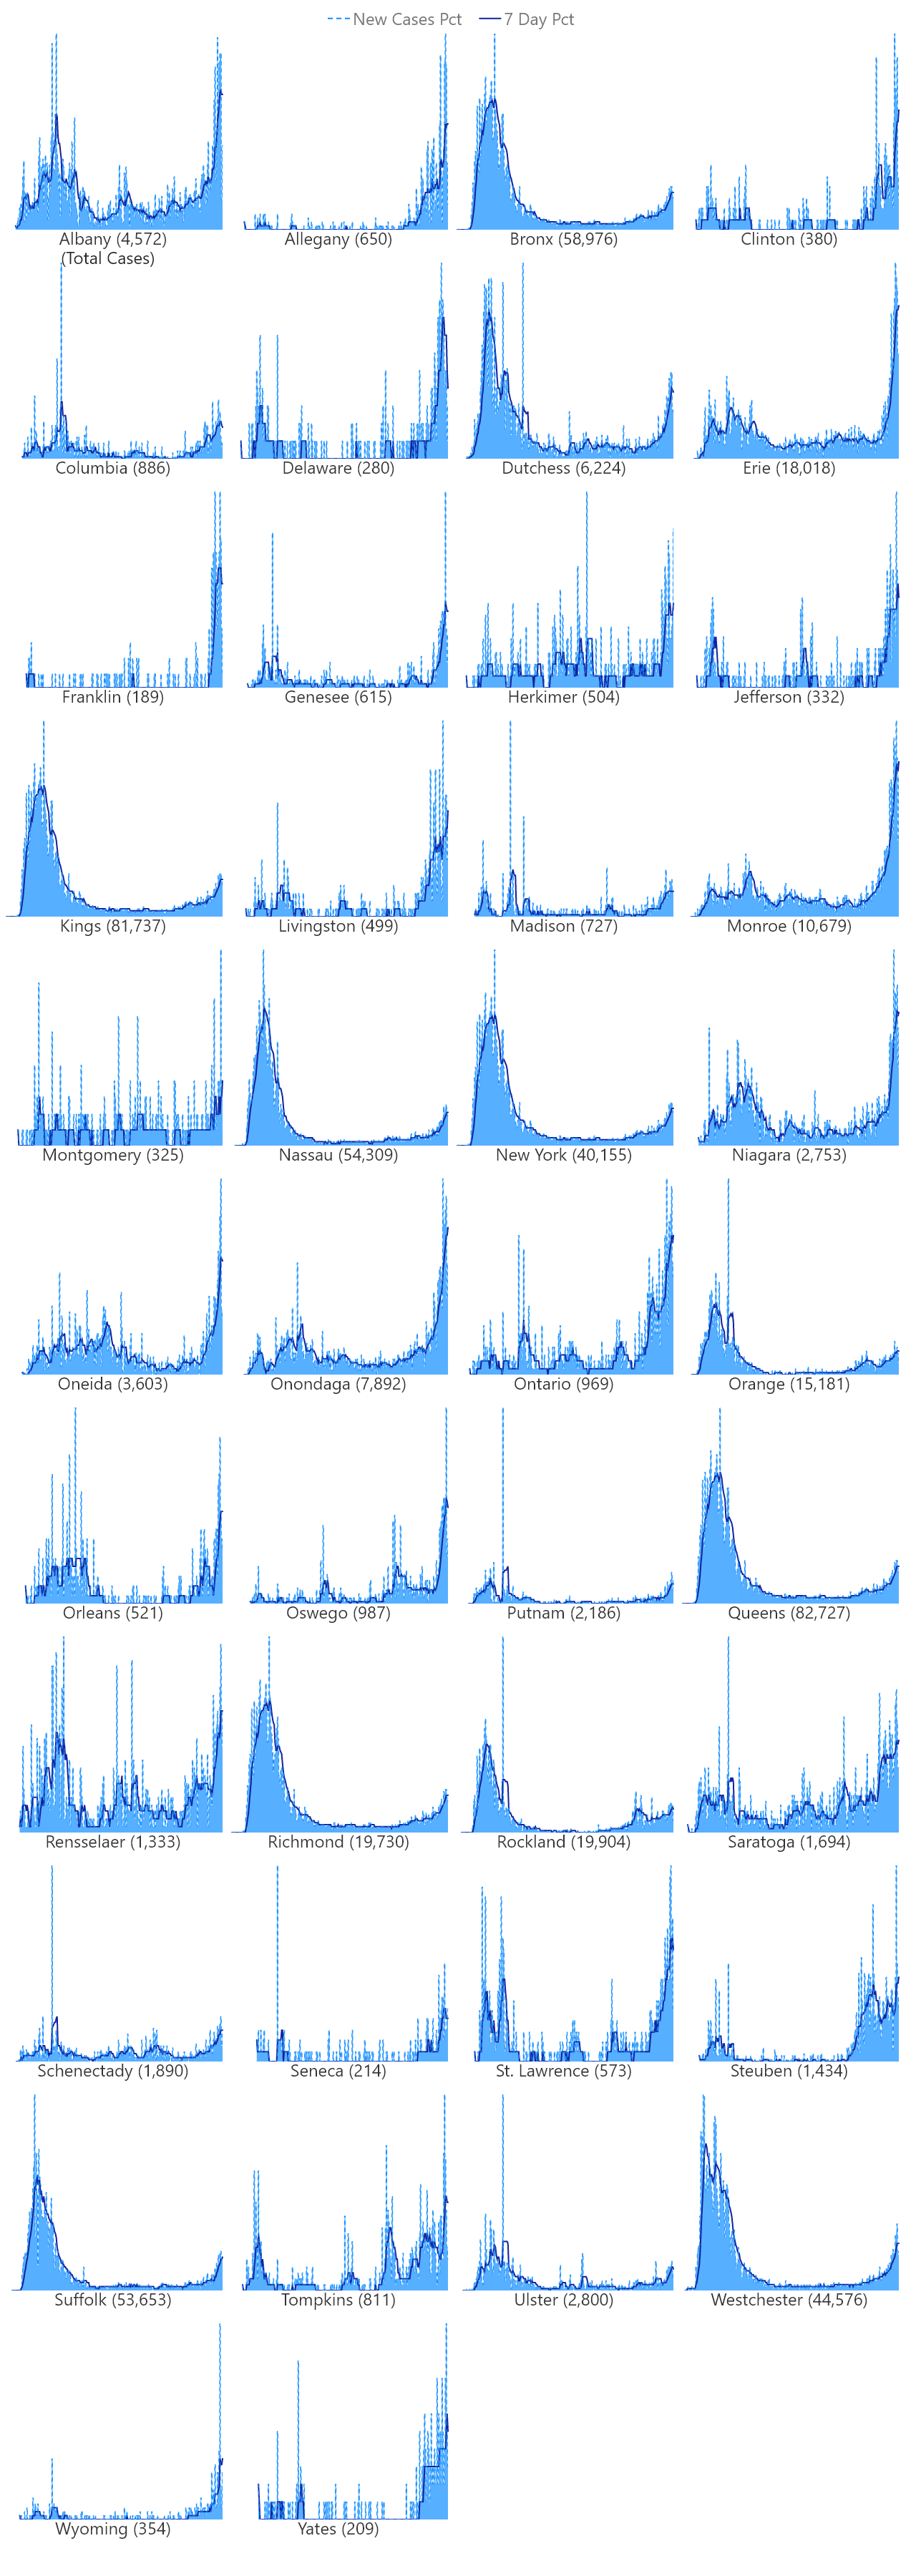 New Cases Pct 7 Day Pct
Albany (4,572) Allegany (650) Bronx (58,976) Clinton (380)
(Total Cases)
Columbia (886) Delaware (280) Dutchess (6,224) Erie (18,018)
Franklin (189) Genesee (615) Herkimer (504) Jefferson (332)
Kings (81,737) Livingston (499) Madison (727) Monroe (10,679)
Montgomery (325) Nassau (54,309) New York (40,155) Niagara (2,753)
Oneida (3,603) Onondaga (7,892) Ontario (969) Orange (15,181)
Orleans (521) Oswego (987) Putnam (2,186) Queens (82,727)
Rensselaer (1,333) Richmond (19,730) Rockland (19,904) Saratoga (1,694)
Schenectady (1,890) Seneca (214) St. Lawrence (573) Steuben (1,434)
Suffolk (53,653) Tompkins (811) Ulster (2,800) Westchester (44,576)
Wyoming (354) Yates (209)